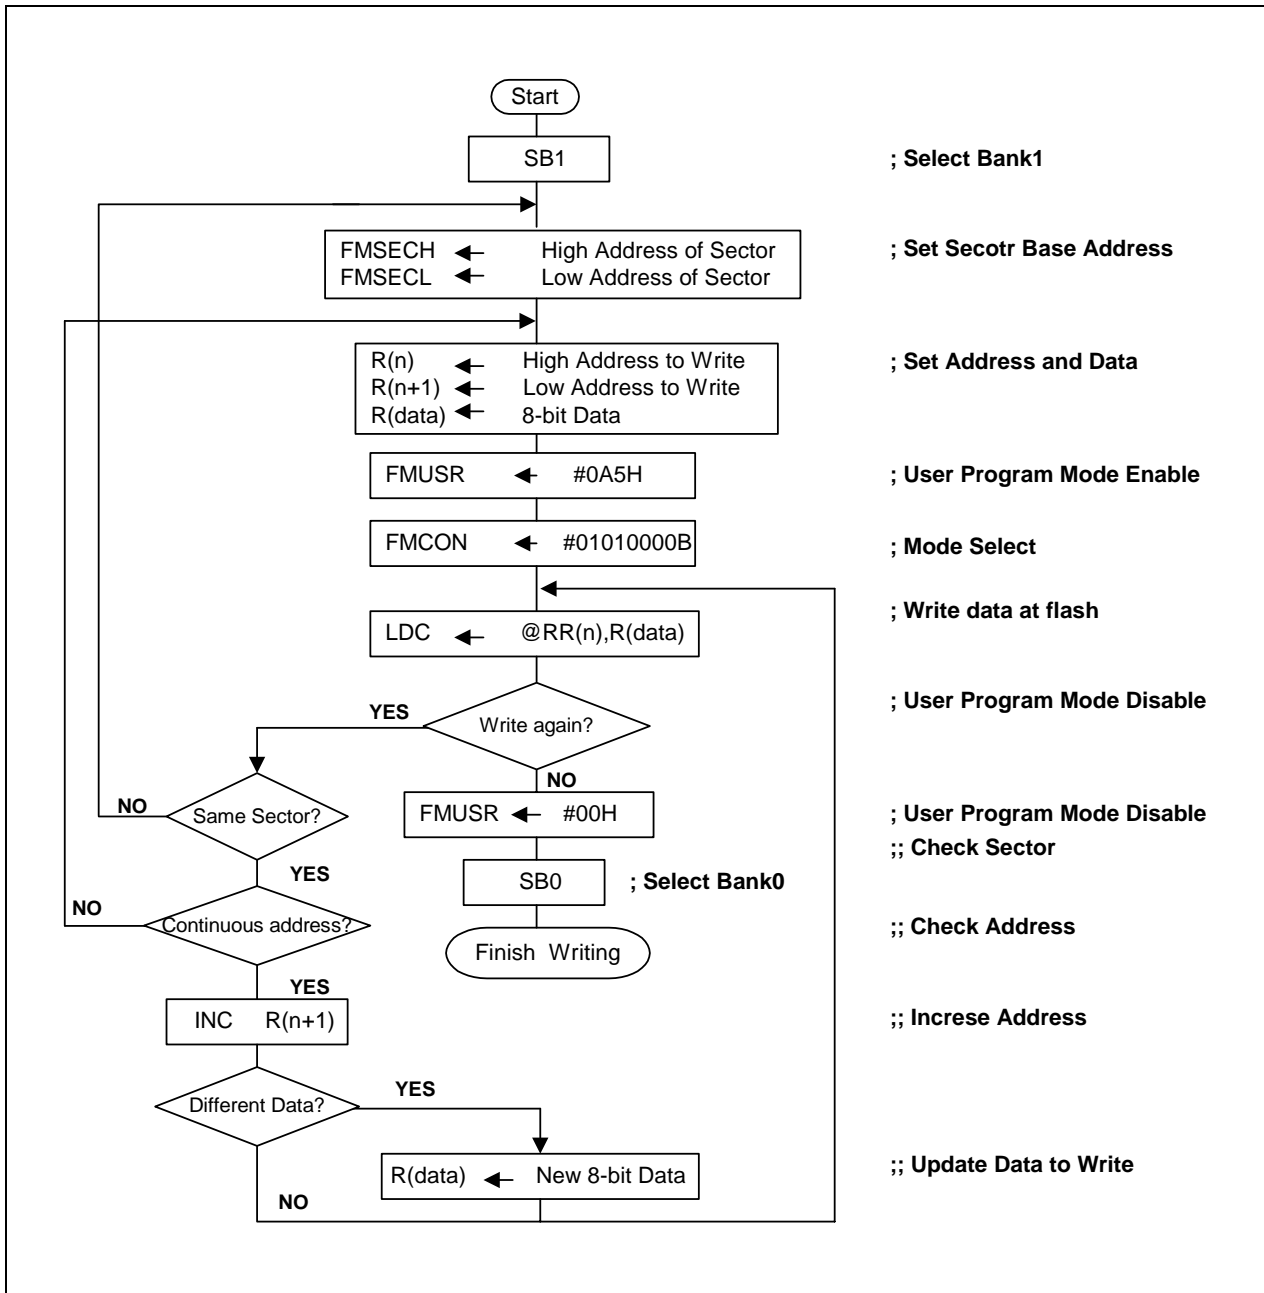 Start
SB1 ; Select Bank1
FMSECH High Address of Sector ; Set Secotr Base Address
FMSECL Low Address of Sector
R(n) High Address to Write ; Set Address and Data
R(n+1) Low Address to Write
R(data) 8-bit Data
FMUSR #0A5H ; User Program Mode Enable
FMCON #01010000B ; Mode Select
; Write data at flash
LDC @RR(n),R(data)
; User Program Mode Disable
YES Write again?
NO
NO Same Sector? FMUSR #00H ; User Program Mode Disable
;; Check Sector
YES
SB0 ; Select Bank0
NO
Continuous address? ;; Check Address
Finish Writing
YES
INC R(n+1) ;; Increse Address
YES
Different Data?
R(data) New 8-bit Data ;; Update Data to Write
NO